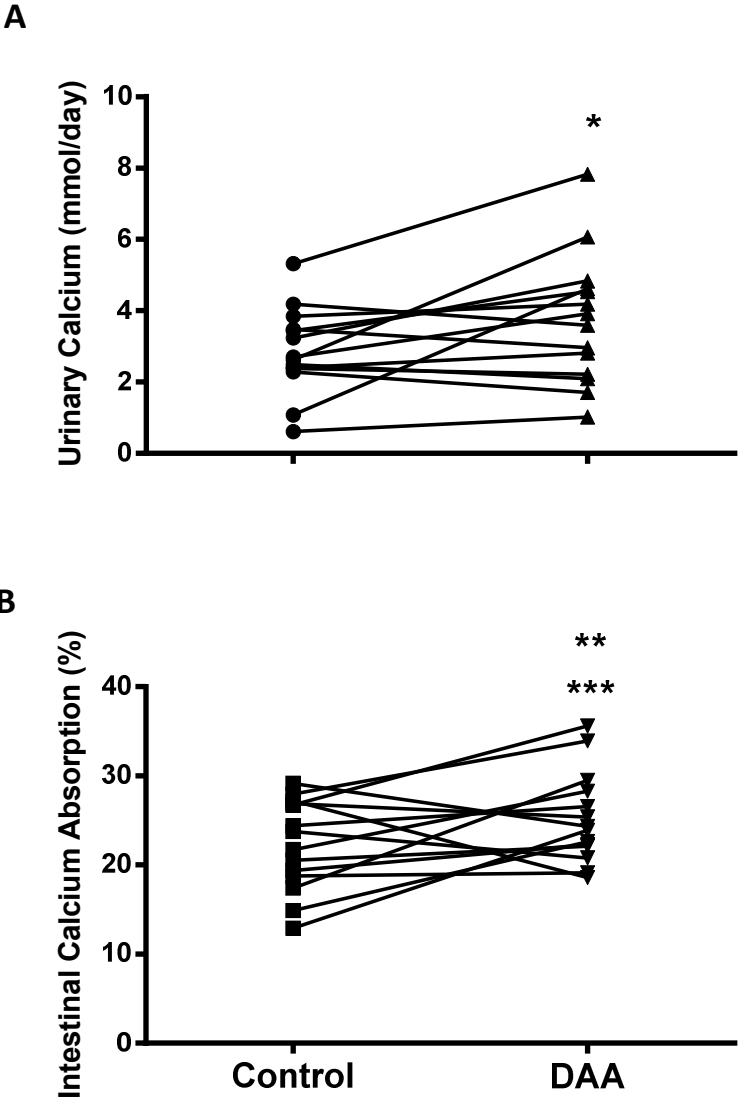 A
Urinary Calcium (mmol/day)
10
8
6
4
2
0
*
B
Intestinal Calcium Absorption (%)
40
30
20
10
0
**
***
Control DAA